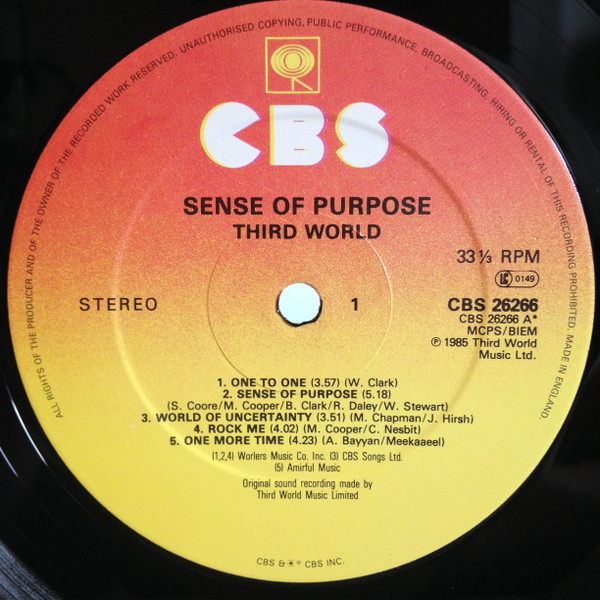 ALL RIGHTS OF THE PRODUCER AND OF THE OWNER OF THE RECORDED WORK RESERVED. UNAUTHORISED COPYING, PUBLIC PERFORMANCE, BROADCASTING, HIRING OR RENTAL OF THIS RECORDING PROHIBITED. MADE IN ENGLAND.
CBS
SENSE OF PURPOSE
THIRD WORLD
33⅓ RPM
LC 0149
STEREO
1
CBS 26266
CBS 26266 A*
MCPS/BIEM
℗ 1985 Third World
Music Ltd.
1. ONE TO ONE (3.57) (W. Clark)
2. SENSE OF PURPOSE (5.18)
(S. Coore/M. Cooper/B. Clark/R. Daley/W. Stewart)
3. WORLD OF UNCERTAINTY (3.51) (M. Chapman/J. Hirsh)
4. ROCK ME (4.02) (M. Cooper/C. Nesbit)
5. ONE MORE TIME (4.23) (A. Bayyan/Meekaaeel)
(1,2,4) Worlers Music Co. Inc. (3) CBS Songs Ltd.
(5) Amirful Music
Original sound recording made by
Third World Music Limited
CBS & ✱® CBS INC.